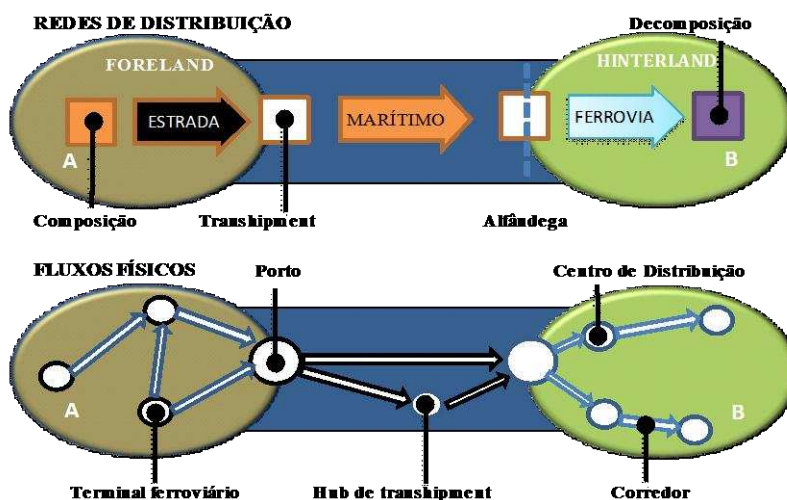 REDES DE DISTRIBUIÇÃO
Decomposição
FORELAND
HINTERLAND
ESTRADA
MARÍTIMO
FERROVIA
A
B
Composição
Transhipment
Alfândega
FLUXOS FÍSICOS
Porto
Centro de Distribuição
A
B
Terminal ferroviário
Hub de transhipment
Corredor